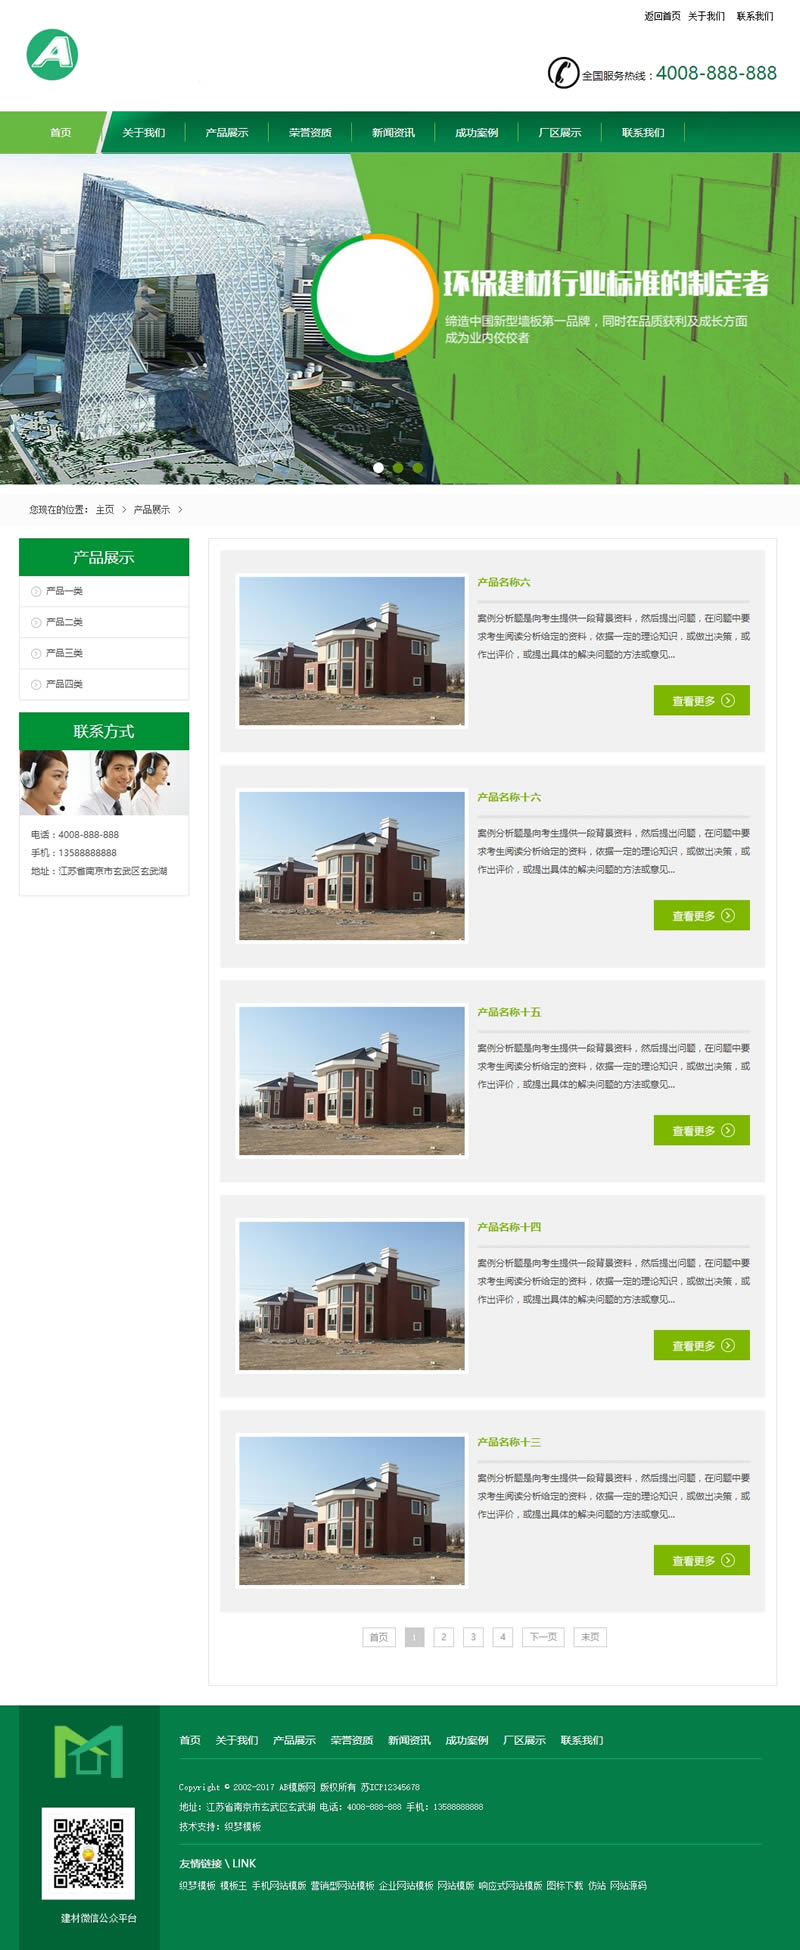 返回首页 关于我们 联系我们
全国服务热线：4008-888-888
首页 关于我们 产品展示 荣誉资质 新闻资讯 成功案例 厂区展示 联系我们
环保建材行业标准的制定者
缔造中国新型墙板第一品牌，同时在品质获利及成长方面
成为业内佼佼者
您现在的位置： 主页 > 产品展示 >
产品展示
产品一类
产品二类
产品三类
产品四类
联系方式
电话：4008-888-888
手机：13588888888
地址：江苏省南京市玄武区玄武湖
产品名称六
案例分析题是向考生提供一段背景资料，然后提出问题，在问题中要
求考生阅读分析给定的资料，依据一定的理论知识，或做出决策，或
作出评价，或提出具体的解决问题的方法或意见...
查看更多
产品名称十六
案例分析题是向考生提供一段背景资料，然后提出问题，在问题中要
求考生阅读分析给定的资料，依据一定的理论知识，或做出决策，或
作出评价，或提出具体的解决问题的方法或意见...
查看更多
产品名称十五
案例分析题是向考生提供一段背景资料，然后提出问题，在问题中要
求考生阅读分析给定的资料，依据一定的理论知识，或做出决策，或
作出评价，或提出具体的解决问题的方法或意见...
查看更多
产品名称十四
案例分析题是向考生提供一段背景资料，然后提出问题，在问题中要
求考生阅读分析给定的资料，依据一定的理论知识，或做出决策，或
作出评价，或提出具体的解决问题的方法或意见...
查看更多
产品名称十三
案例分析题是向考生提供一段背景资料，然后提出问题，在问题中要
求考生阅读分析给定的资料，依据一定的理论知识，或做出决策，或
作出评价，或提出具体的解决问题的方法或意见...
查看更多
首页 1 2 3 4 下一页 末页
首页 关于我们 产品展示 荣誉资质 新闻资讯 成功案例 厂区展示 联系我们
Copyright © 2002-2017 AB模版网 版权所有 苏ICP12345678
地址：江苏省南京市玄武区玄武湖 电话：4008-888-888 手机：13588888888
技术支持：织梦模板
友情链接 \ LINK
织梦模板 模板王 手机网站模版 营销型网站模板 企业网站模板 网站模版 响应式网站模版 图标下载 仿站 网站源码
建材微信公众平台